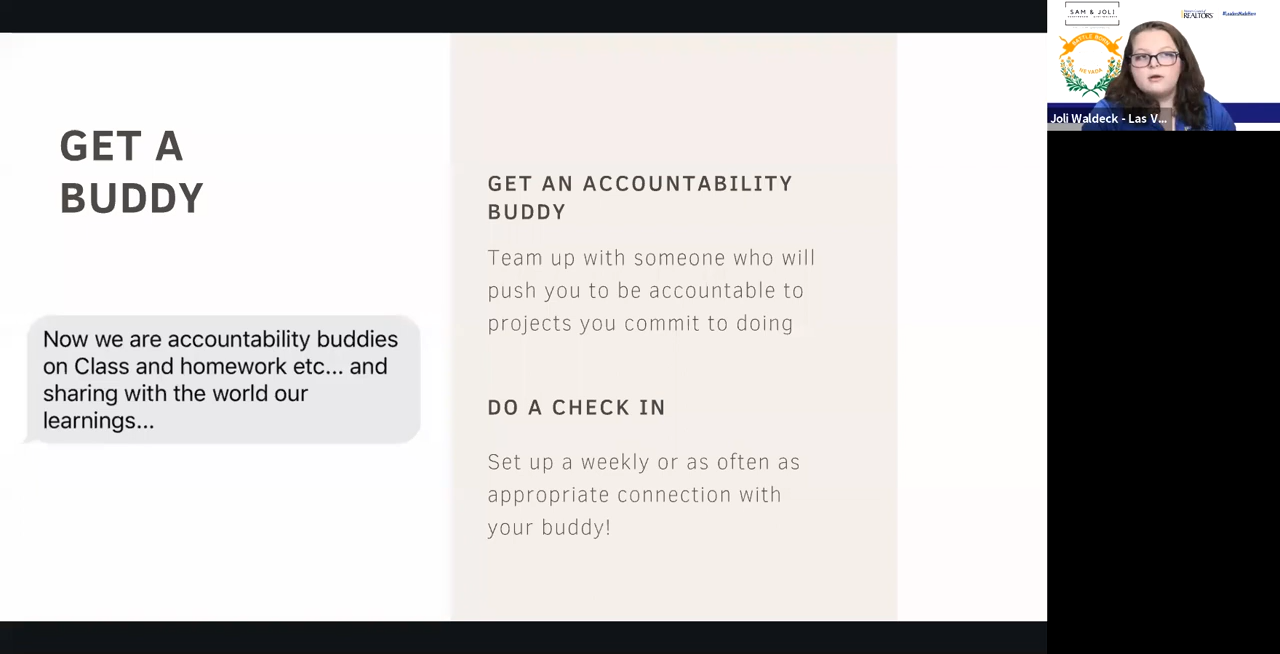 GET A
BUDDY
Now we are accountability buddies
on Class and homework etc... and
sharing with the world our
learnings...
GET AN ACCOUNTABILITY
BUDDY
Team up with someone who will
push you to be accountable to
projects you commit to doing
DO A CHECK IN
Set up a weekly or as often as
appropriate connection with
your buddy!
SAM & JOLI
REALTORS
BATTLE BORN
NEVADA
Joli Waldeck - Las V...